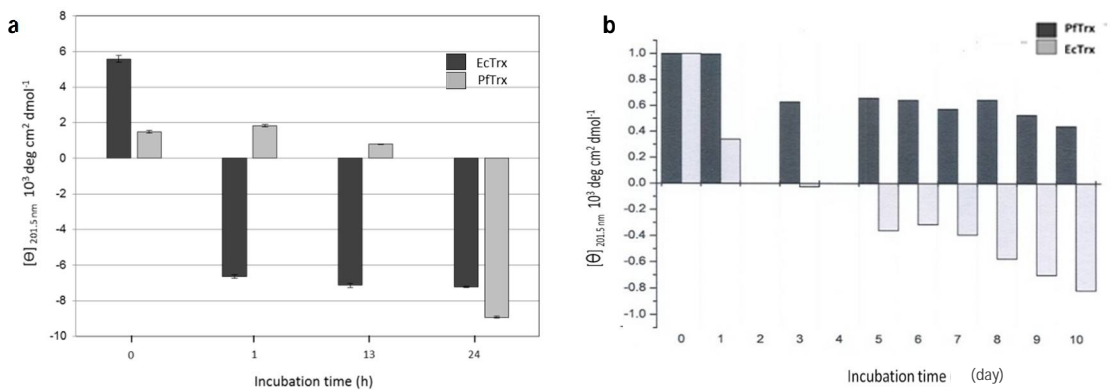 a
8
6
4
2
0
-2
-4
-6
-8
-10
[Θ] 201.5 nm 10³ deg cm² dmol⁻¹
EcTrx
PfTrx
0 1 13 24
Incubation time (h)
b
PfTrx
EcTrx
1.0
0.8
0.6
0.4
0.2
0.0
-0.2
-0.4
-0.6
-0.8
-1.0
[Θ] 201.5 nm 10³ deg cm² dmol⁻¹
0 1 2 3 4 5 6 7 8 9 10
Incubation time (day)